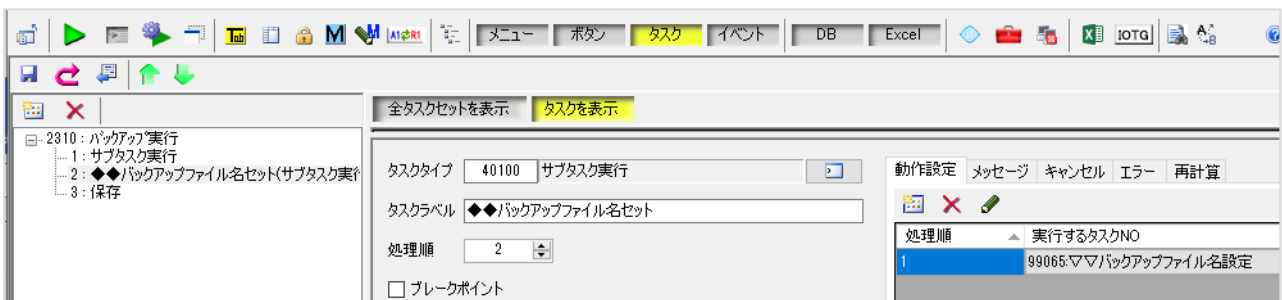 Tab M A1⇄R1 メニュー ボタン タスク イベント DB Excel IOTG A B
全タスクセットを表示 タスクを表示
2310:バックアップ実行
1:サブタスク実行
2:◆◆バックアップファイル名セット(サブタスク実行
3:保存
タスクタイプ 40100 サブタスク実行
タスクラベル ◆◆バックアップファイル名セット
処理順 2
ブレークポイント
動作設定 メッセージ キャンセル エラー 再計算
処理順 実行するタスクNO
1 99065:▽▽バックアップファイル名設定